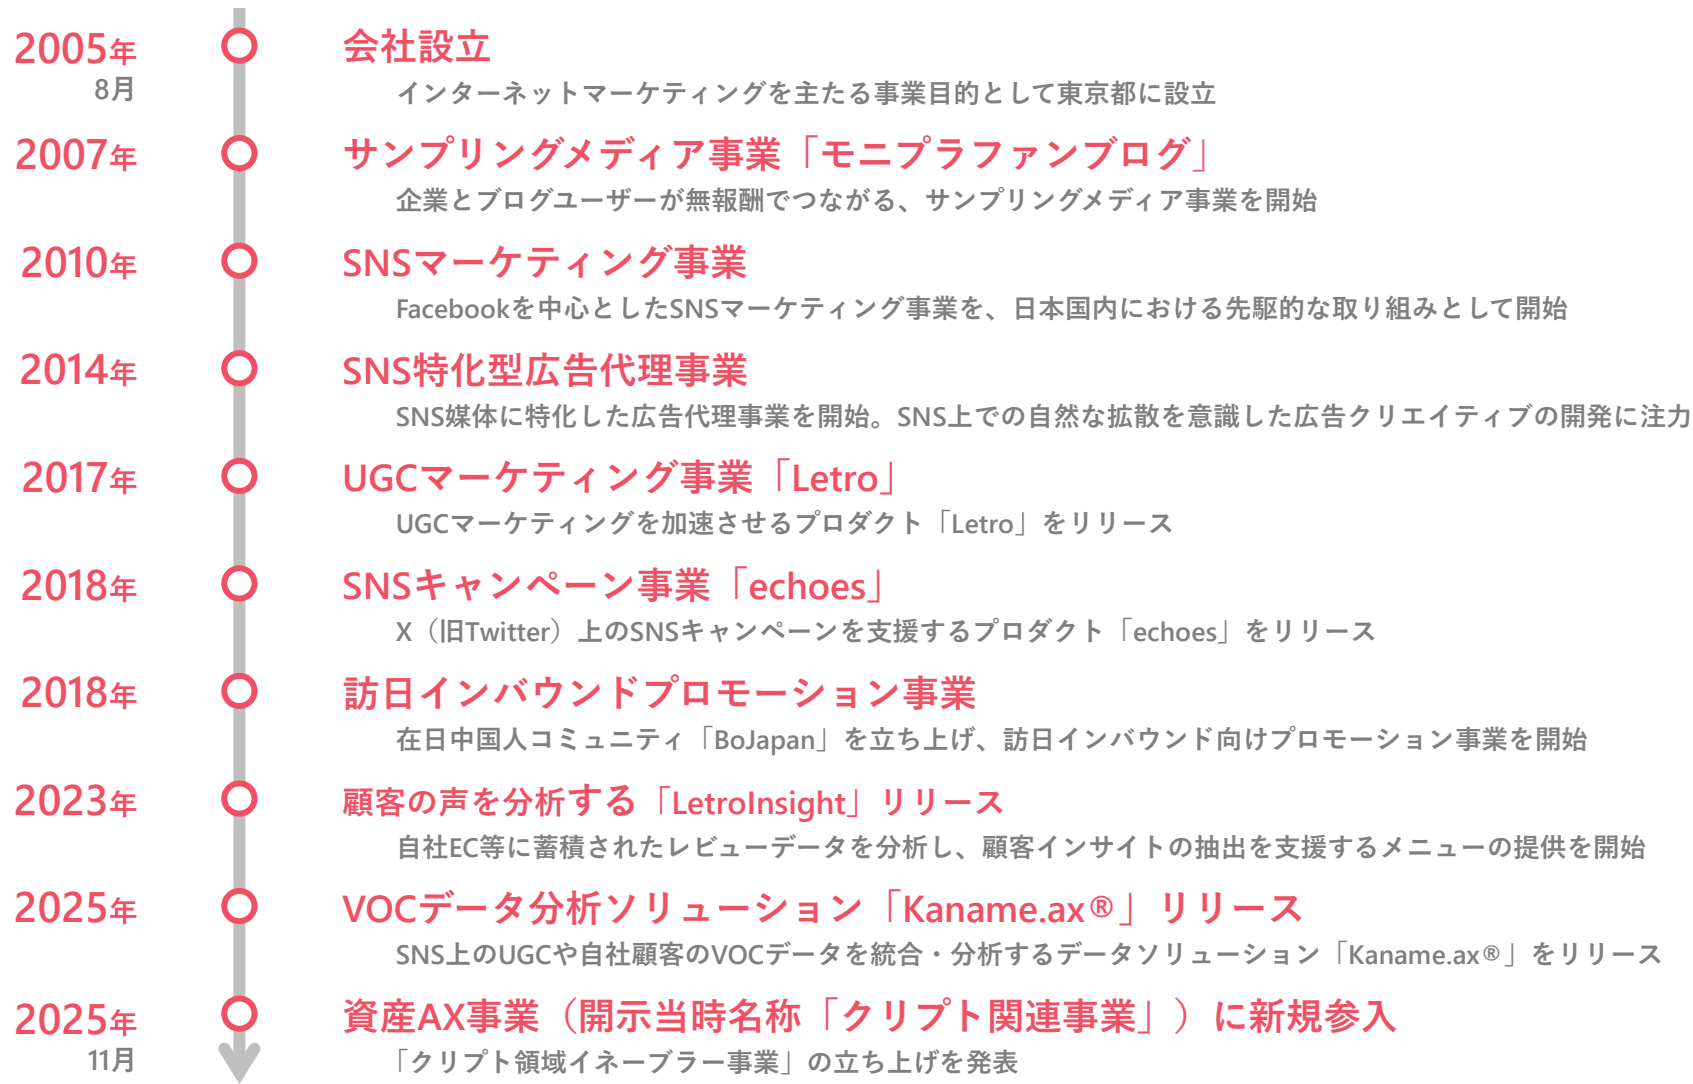 2005年
8月
会社設立
インターネットマーケティングを主たる事業目的として東京都に設立
2007年
サンプリングメディア事業「モニプラファンブログ」
企業とブログユーザーが無報酬でつながる、サンプリングメディア事業を開始
2010年
SNSマーケティング事業
Facebookを中心としたSNSマーケティング事業を、日本国内における先駆的な取り組みとして開始
2014年
SNS特化型広告代理事業
SNS媒体に特化した広告代理事業を開始。SNS上での自然な拡散を意識した広告クリエイティブの開発に注力
2017年
UGCマーケティング事業「Letro」
UGCマーケティングを加速させるプロダクト「Letro」をリリース
2018年
SNSキャンペーン事業「echoes」
X（旧Twitter）上のSNSキャンペーンを支援するプロダクト「echoes」をリリース
2018年
訪日インバウンドプロモーション事業
在日中国人コミュニティ「BoJapan」を立ち上げ、訪日インバウンド向けプロモーション事業を開始
2023年
顧客の声を分析する「LetroInsight」リリース
自社EC等に蓄積されたレビューデータを分析し、顧客インサイトの抽出を支援するメニューの提供を開始
2025年
VOCデータ分析ソリューション「Kaname.ax®」リリース
SNS上のUGCや自社顧客のVOCデータを統合・分析するデータソリューション「Kaname.ax®」をリリース
2025年
11月
資産AX事業（開示当時名称「クリプト関連事業」）に新規参入
「クリプト領域イネーブラー事業」の立ち上げを発表